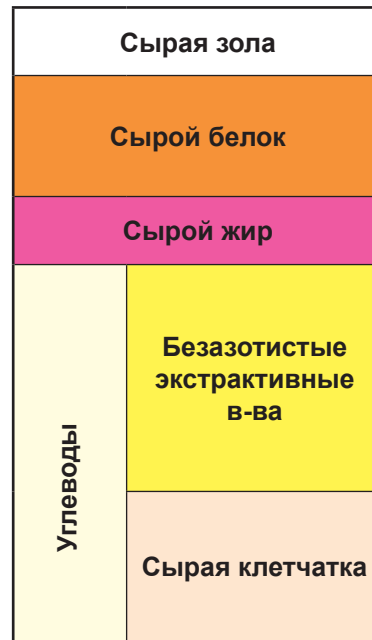 Сырая зола
Сырой белок
Сырой жир
Углеводы
Безазотистые
экстрактивные
в-ва
Сырая клетчатка